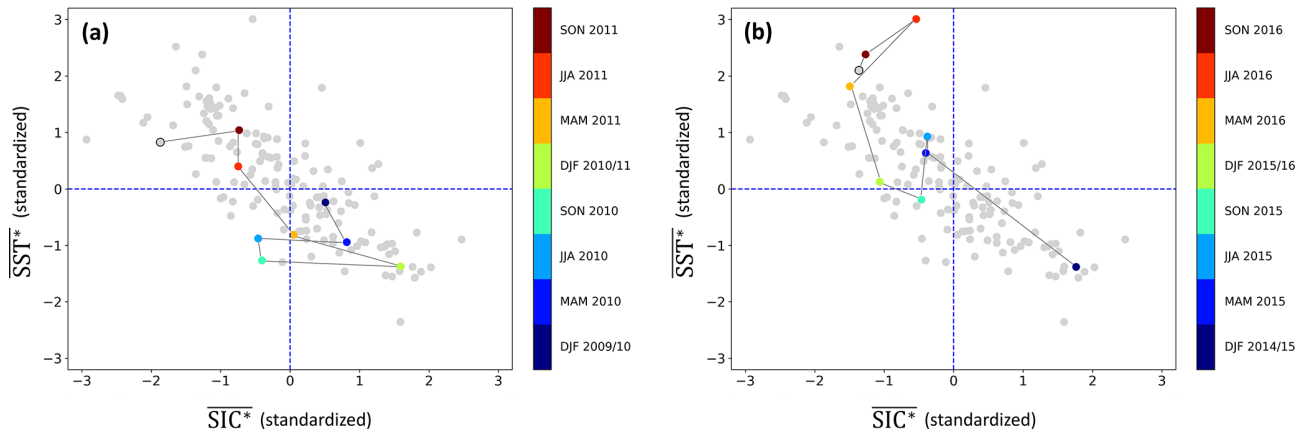 (a)
3
2
1
0
−1
−2
−3
SST* (standardized)
−3 −2 −1 0 1 2 3
SIC* (standardized)
SON 2011
JJA 2011
MAM 2011
DJF 2010/11
SON 2010
JJA 2010
MAM 2010
DJF 2009/10
(b)
3
2
1
0
−1
−2
−3
SST* (standardized)
−3 −2 −1 0 1 2 3
SIC* (standardized)
SON 2016
JJA 2016
MAM 2016
DJF 2015/16
SON 2015
JJA 2015
MAM 2015
DJF 2014/15